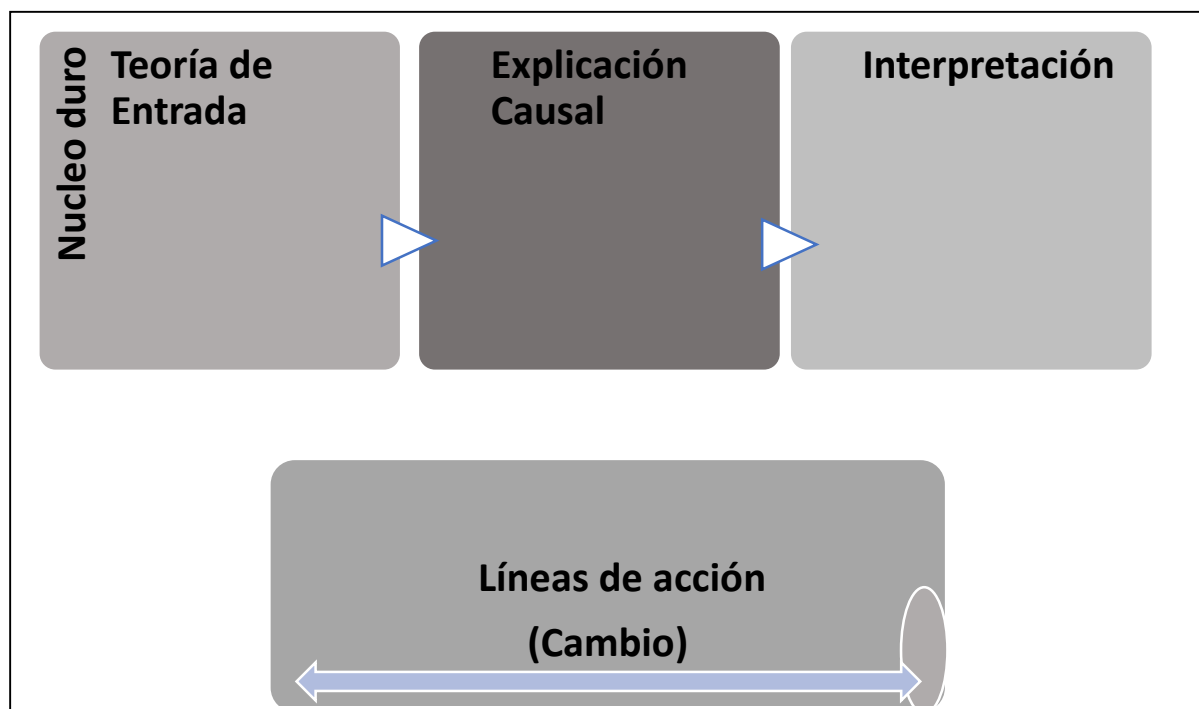 Nucleo duro
Teoría de
Entrada
Explicación
Causal
Interpretación
Líneas de acción
(Cambio)